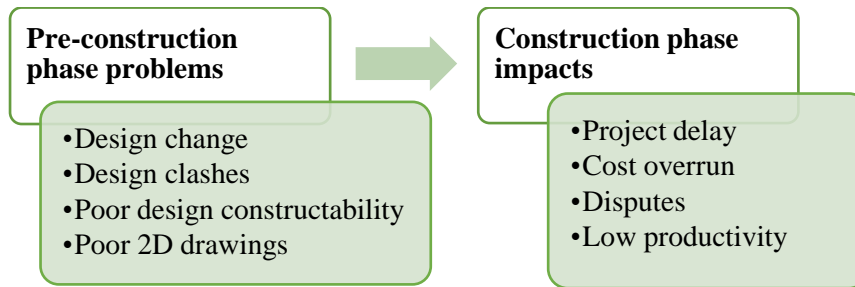 Pre-construction
phase problems
•Design change
•Design clashes
•Poor design constructability
•Poor 2D drawings
Construction phase
impacts
•Project delay
•Cost overrun
•Disputes
•Low productivity